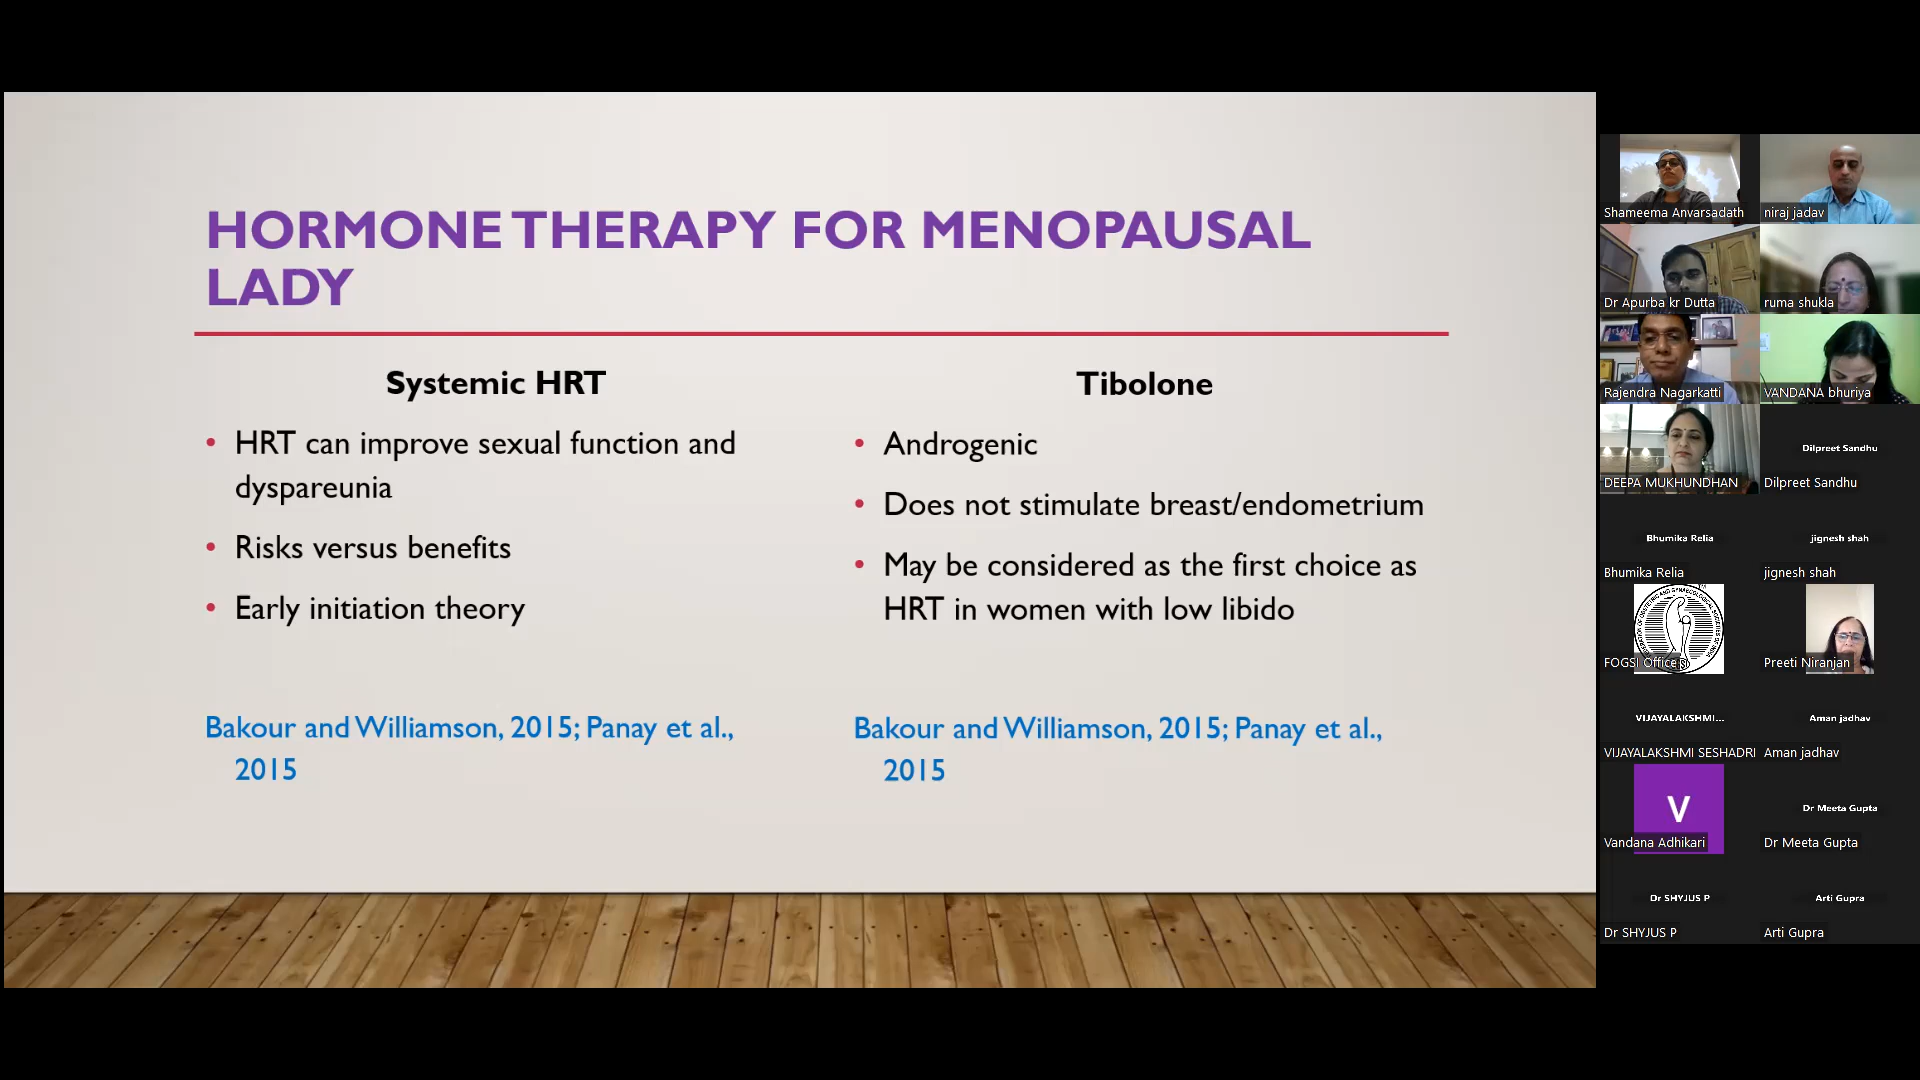 HORMONE THERAPY FOR MENOPAUSAL
LADY
Systemic HRT
• HRT can improve sexual function and
dyspareunia
• Risks versus benefits
• Early initiation theory
Bakour and Williamson, 2015; Panay et al.,
2015
Tibolone
• Androgenic
• Does not stimulate breast/endometrium
• May be considered as the first choice as
HRT in women with low libido
Bakour and Williamson, 2015; Panay et al.,
2015
Shameema Anvarsadath
niraj jadav
Dr Apurba kr Dutta
ruma shukla
Rajendra Nagarkatti
VANDANA bhuriya
DEEPA MUKHUNDHAN
Dilpreet Sandhu
Dilpreet Sandhu
Bhumika Relia
Bhumika Relia
jignesh shah
jignesh shah
FOGSI Office
Preeti Niranjan
VIJAYALAKSHMI...
VIJAYALAKSHMI SESHADRI
Aman jadhav
Aman jadhav
V
Vandana Adhikari
Dr Meeta Gupta
Dr Meeta Gupta
Dr SHYJUS P
Dr SHYJUS P
Arti Gupra
Arti Gupra